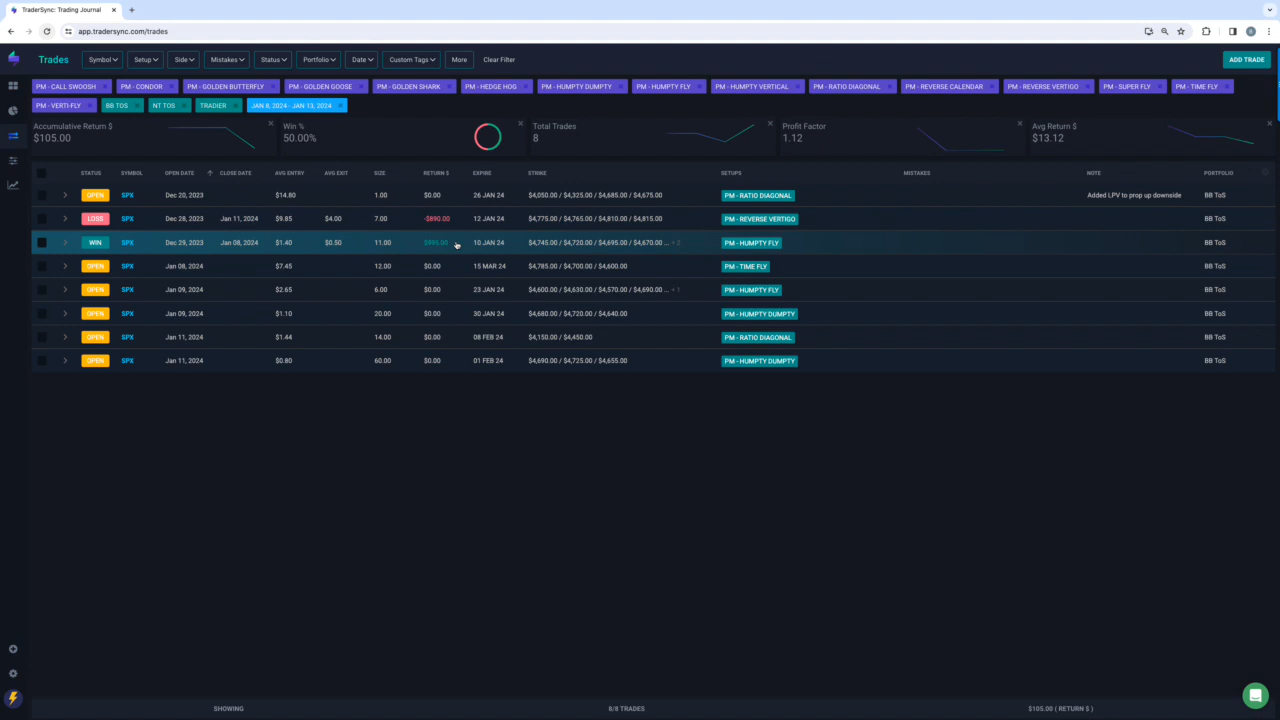 TraderSync: Trading Journal
app.tradersync.com/trades
Trades Symbol Setup Side Mistakes Status Portfolio Date Custom Tags More Clear Filter ADD TRADE
PM - CALL SWOOSH PM - CONDOR PM - GOLDEN BUTTERFLY PM - GOLDEN GOOSE PM - GOLDEN SHARK PM - HEDGE HOG PM - HUMPTY DUMPTY PM - HUMPTY FLY PM - HUMPTY VERTICAL PM - RATIO DIAGONAL PM - REVERSE CALENDAR PM - REVERSE VERTIGO PM - SUPER FLY PM - TIME FLY
PM - VERTI-FLY BB TOS NT TOS TRADIER JAN 8, 2024 - JAN 13, 2024
Accumulative Return $ Win % Total Trades Profit Factor Avg Return $
$105.00 50.00% 8 1.12 $13.12
STATUS SYMBOL OPEN DATE CLOSE DATE AVG ENTRY AVG EXIT SIZE RETURN $ EXPIRE STRIKE SETUPS MISTAKES NOTE PORTFOLIO
OPEN SPX Dec 20, 2023 $14.80 1.00 $0.00 26 JAN 24 $4,050.00 / $4,325.00 / $4,685.00 / $4,675.00 PM - RATIO DIAGONAL Added LPV to prop up downside BB ToS
LOSS SPX Dec 28, 2023 Jan 11, 2024 $9.85 $4.00 7.00 -$890.00 12 JAN 24 $4,775.00 / $4,765.00 / $4,810.00 / $4,815.00 PM - REVERSE VERTIGO BB ToS
WIN SPX Dec 29, 2023 Jan 08, 2024 $1.40 $0.50 11.00 $995.00 10 JAN 24 $4,745.00 / $4,720.00 / $4,695.00 / $4,670.00 ... + 2 PM - HUMPTY FLY BB ToS
OPEN SPX Jan 08, 2024 $7.45 12.00 $0.00 15 MAR 24 $4,785.00 / $4,700.00 / $4,600.00 PM - TIME FLY BB ToS
OPEN SPX Jan 09, 2024 $2.65 6.00 $0.00 23 JAN 24 $4,600.00 / $4,630.00 / $4,570.00 / $4,690.00 ... + 1 PM - HUMPTY FLY BB ToS
OPEN SPX Jan 09, 2024 $1.10 20.00 $0.00 30 JAN 24 $4,680.00 / $4,720.00 / $4,640.00 PM - HUMPTY DUMPTY BB ToS
OPEN SPX Jan 11, 2024 $1.44 14.00 $0.00 08 FEB 24 $4,150.00 / $4,450.00 PM - RATIO DIAGONAL BB ToS
OPEN SPX Jan 11, 2024 $0.80 60.00 $0.00 01 FEB 24 $4,690.00 / $4,725.00 / $4,655.00 PM - HUMPTY DUMPTY BB ToS
SHOWING 8/8 TRADES $105.00 ( RETURN $ )